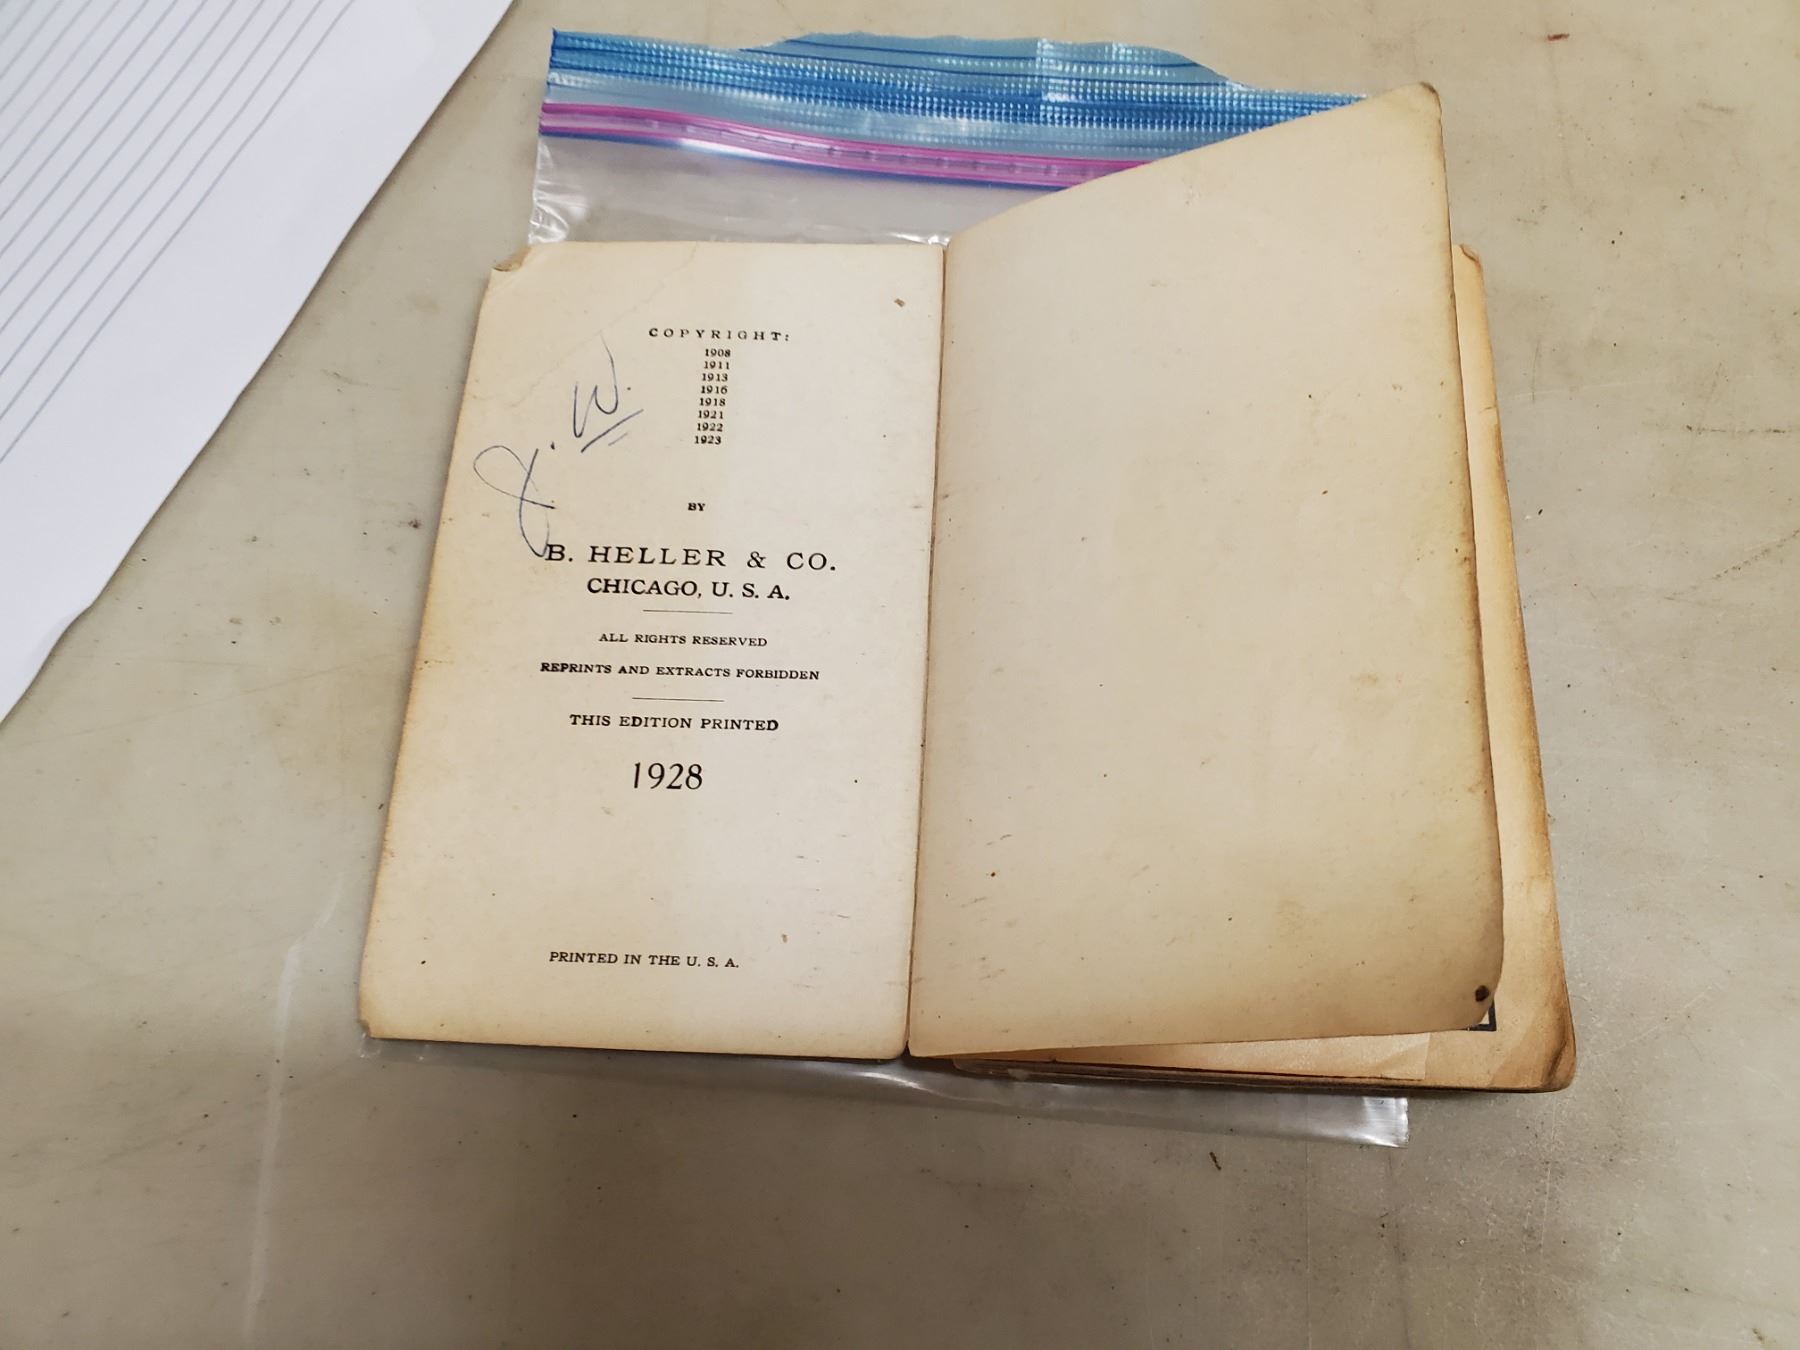 COPYRIGHT:
1908
1911
1913
1916
1918
1921
1922
1923
J. W.
BY
B. HELLER & CO.
CHICAGO, U. S. A.
ALL RIGHTS RESERVED
REPRINTS AND EXTRACTS FORBIDDEN
THIS EDITION PRINTED
1928
PRINTED IN THE U. S. A.